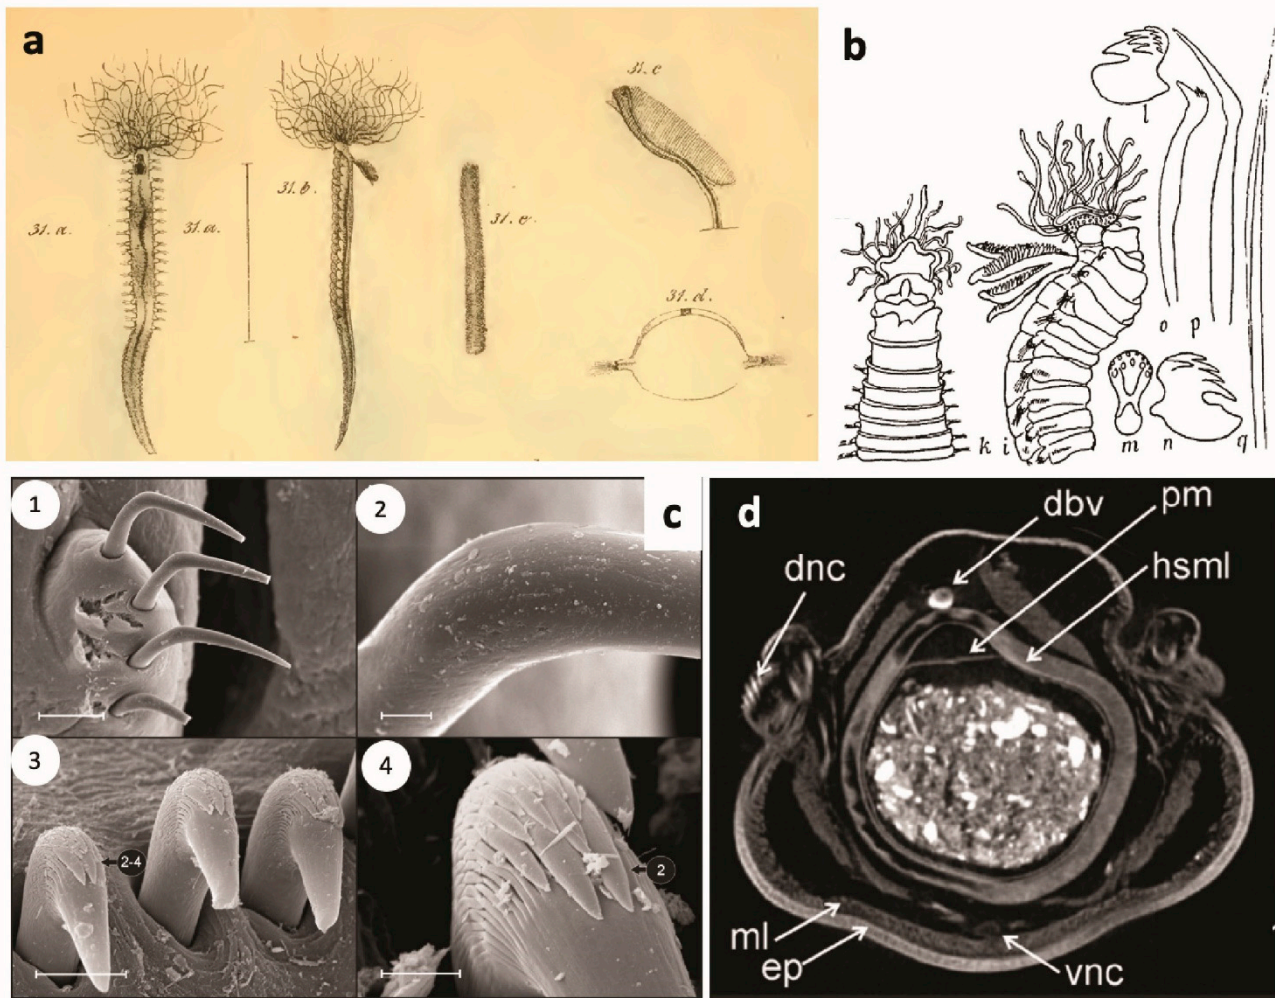 a
31. c
31. b.
31. e.
31. a.
31. a.
31. d.
b
l
o p
k i m n q
1
2
c
3
4
2-4
2
d
dbv
pm
dnc
hsml
ml
ep
vnc